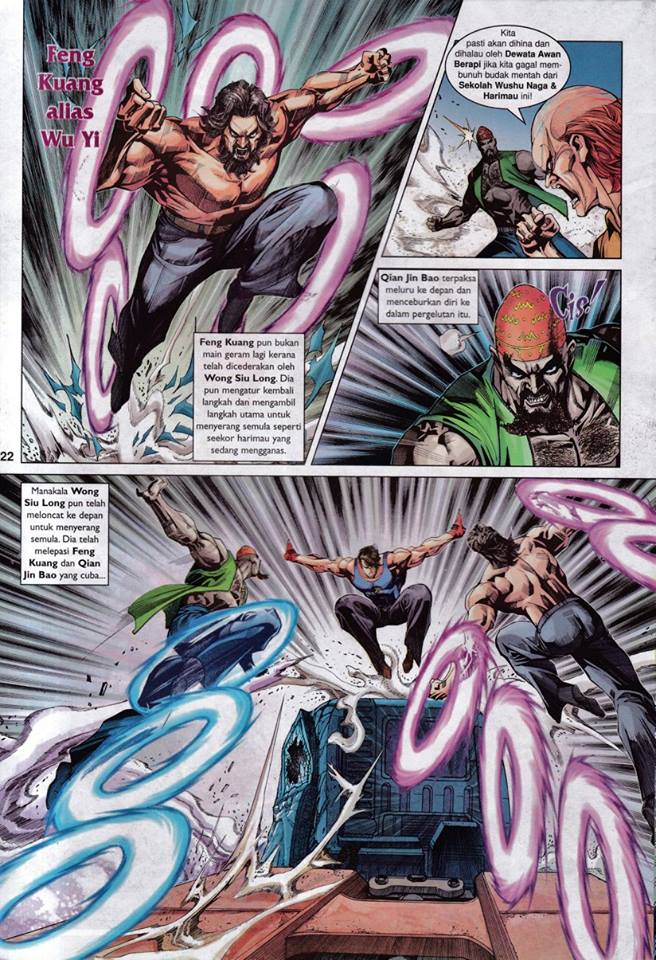 Feng
Kuang
alias
Wu Yi
Kita
pasti akan dihina dan
dihalau oleh Dewata Awan
Berapi jika kita gagal mem-
bunuh budak mentah dari
Sekolah Wushu Naga &
Harimau ini!
Feng Kuang pun bukan
main geram lagi kerana
telah dicederakan oleh
Wong Siu Long. Dia
pun mengatur kembali
langkah dan mengambil
langkah utama untuk
menyerang semula seperti
seekor harimau yang
sedang mengganas.
Qian Jin Bao terpaksa
meluru ke depan dan
menceburkan diri ke
dalam pergelutan itu.
Cis!
22
Manakala Wong
Siu Long pun telah
meloncat ke depan
untuk menyerang
semula. Dia telah
melepasi Feng
Kuang dan Qian
Jin Bao yang cuba...